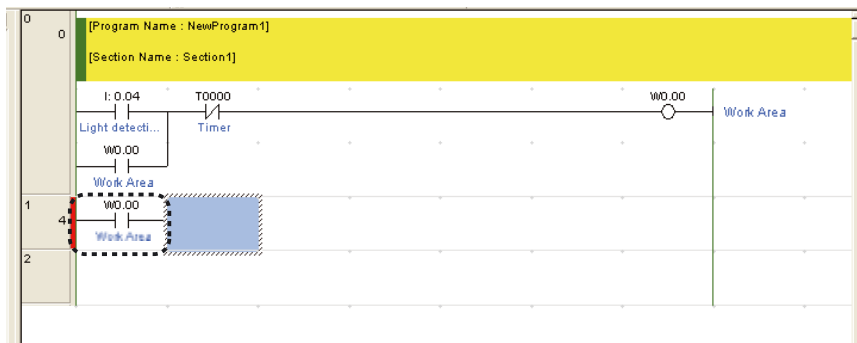 0
0
[Program Name : NewProgram1]
[Section Name : Section1]
I: 0.04 T0000 W0.00
Work Area
Light detecti... Timer
W0.00
Work Area
1
4
W0.00
Work Area
2